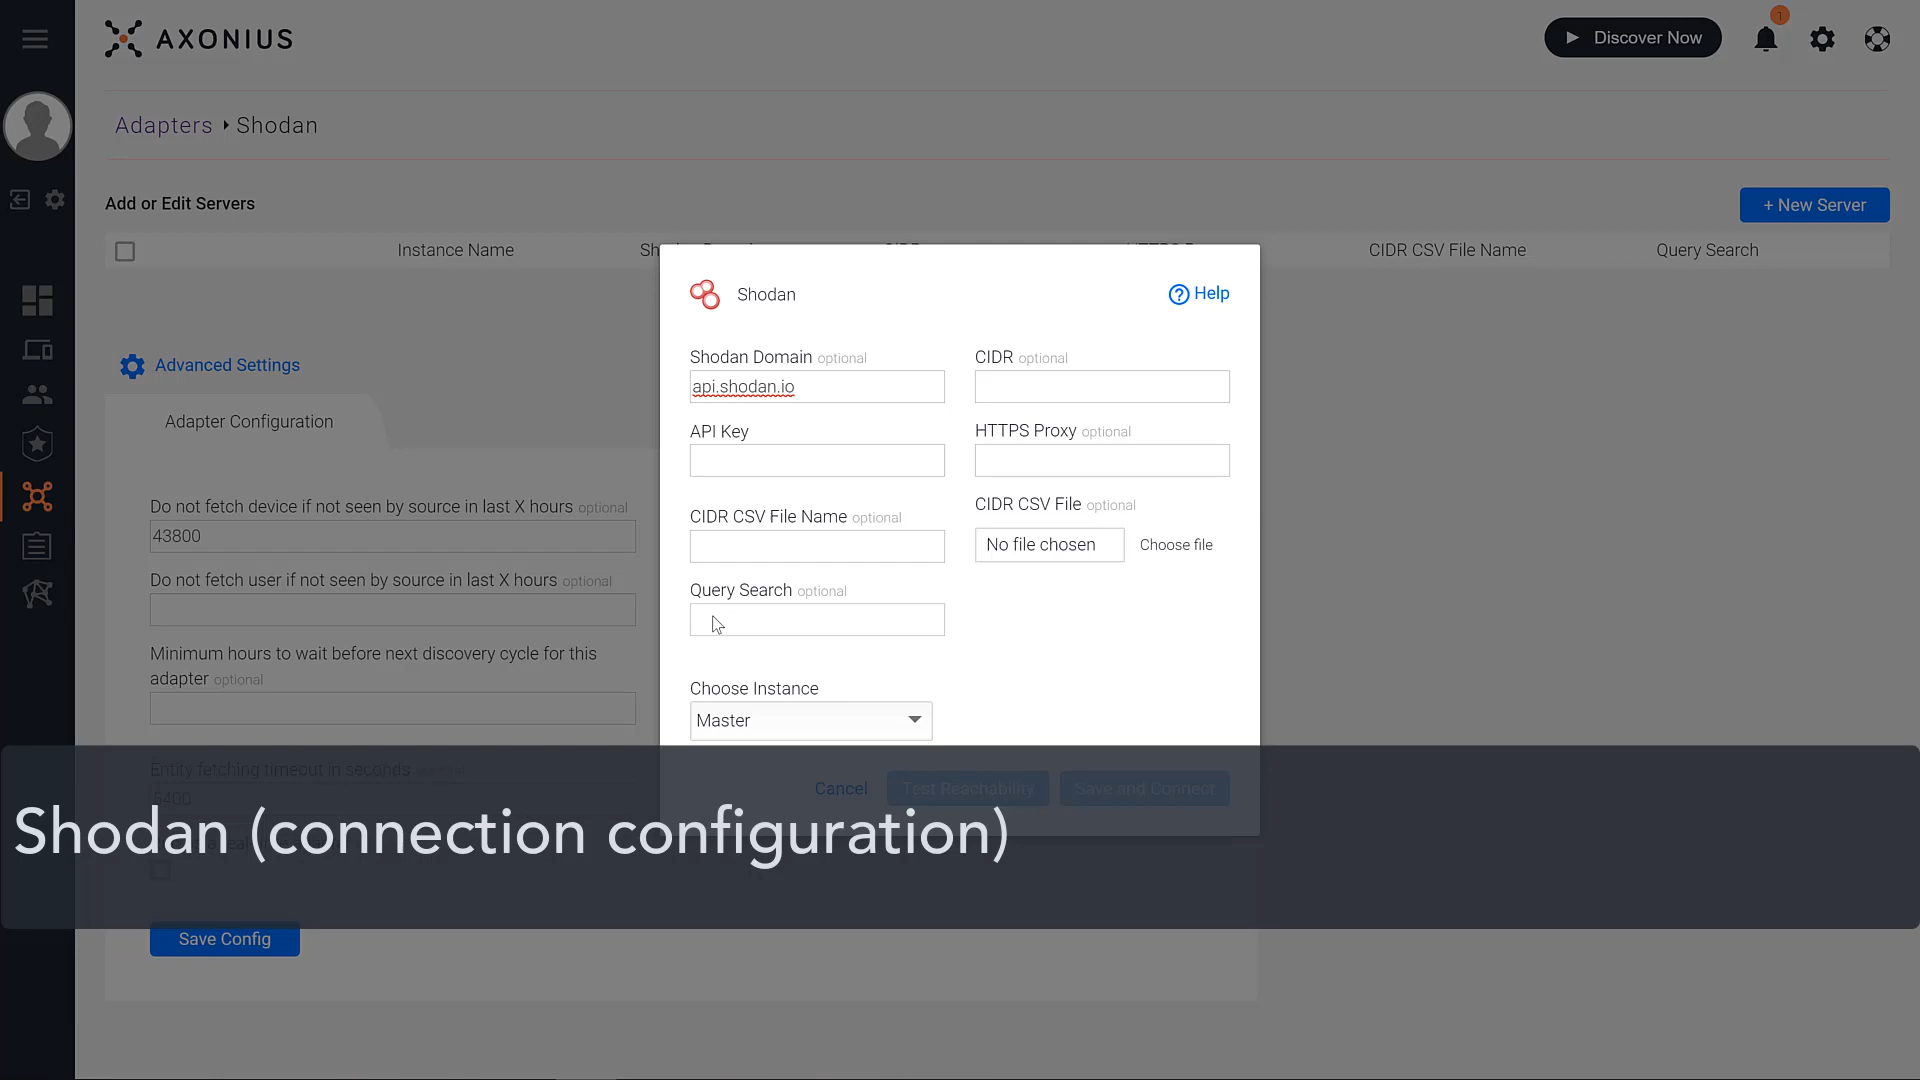 AXONIUS
Discover Now
1
Adapters ▸ Shodan
Add or Edit Servers
+ New Server
Instance Name
CIDR CSV File Name
Query Search
Shodan
Help
Advanced Settings
Adapter Configuration
Shodan Domain optional
api.shodan.io
CIDR optional
API Key
HTTPS Proxy optional
CIDR CSV File Name optional
CIDR CSV File optional
No file chosen
Choose file
Query Search optional
Choose Instance
Master
Do not fetch device if not seen by source in last X hours optional
43800
Do not fetch user if not seen by source in last X hours optional
Minimum hours to wait before next discovery cycle for this
adapter optional
Entity fetching timeout in seconds optional
5400
Cancel
Test Reachability
Save and Connect
Shodan (connection configuration)
Save Config